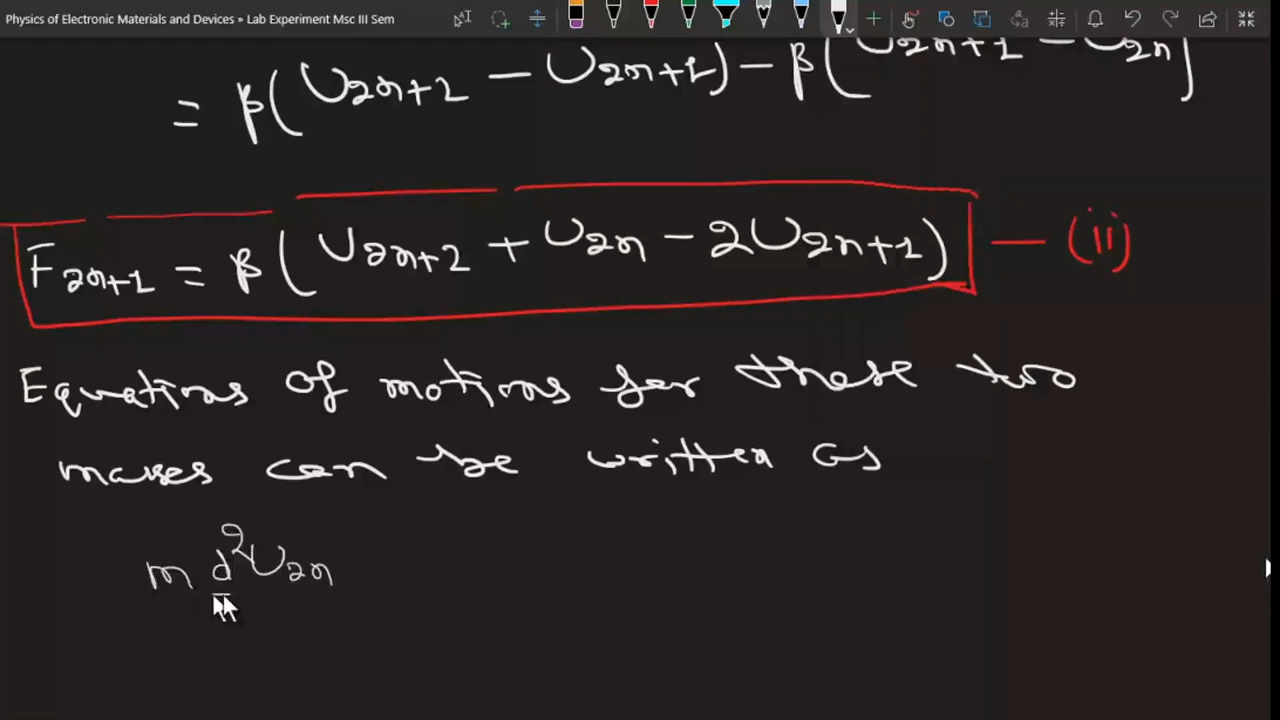 Physics of Electronic Materials and Devices » Lab Experiment Msc III Sem
= β(U2n+2 − U2n+1) − β(U2n+1 − U2n)
F2n+1 = β(U2n+2 + U2n − 2U2n+1) — (ii)
Equations of motions for these two
masses can be written as
m d²U2n